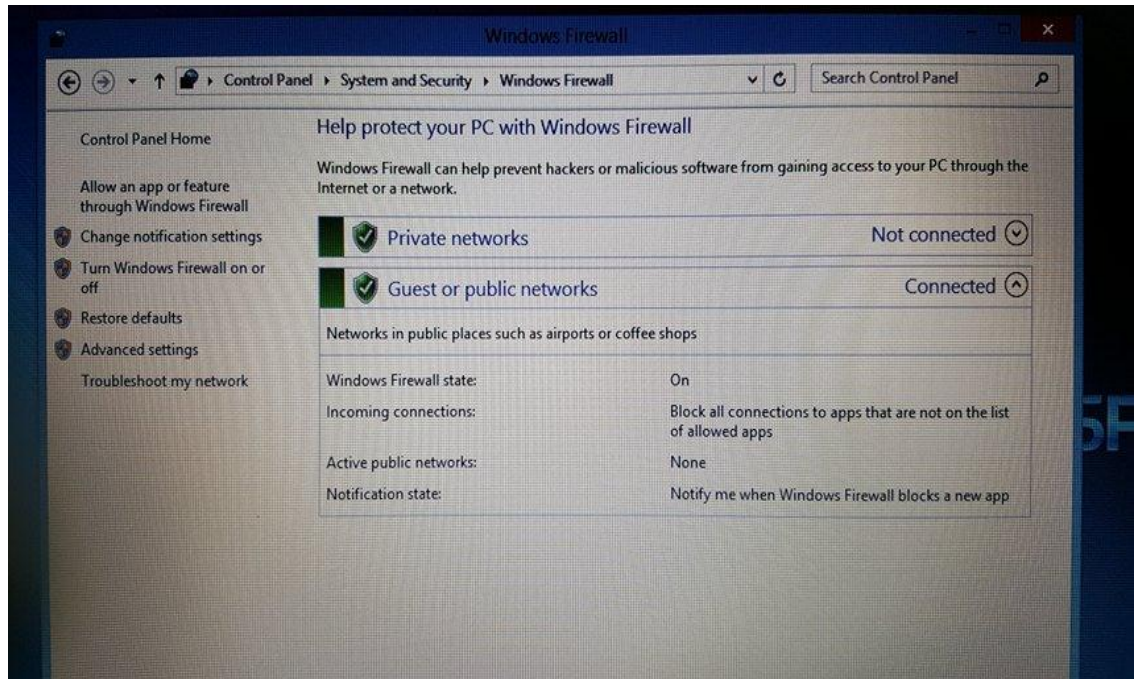 Windows Firewall
Control Panel
System and Security
Windows Firewall
Search Control Panel
Control Panel Home
Allow an app or feature
through Windows Firewall
Change notification settings
Turn Windows Firewall on or
off
Restore defaults
Advanced settings
Troubleshoot my network
Help protect your PC with Windows Firewall
Windows Firewall can help prevent hackers or malicious software from gaining access to your PC through the
Internet or a network.
Private networks
Not connected
Guest or public networks
Connected
Networks in public places such as airports or coffee shops
Windows Firewall state:
On
Incoming connections:
Block all connections to apps that are not on the list
of allowed apps
Active public networks:
None
Notification state:
Notify me when Windows Firewall blocks a new app